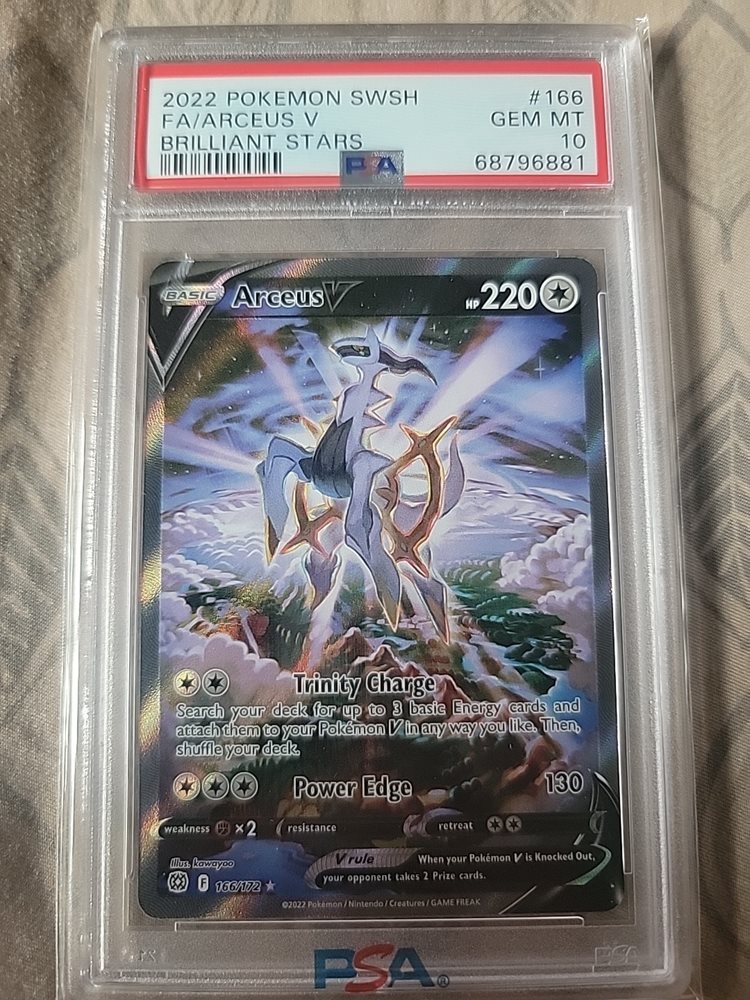 2022 POKEMON SWSH #166
FA/ARCEUS V GEM MT
BRILLIANT STARS 10
PSA 68796881
BASIC Arceus V HP 220
Trinity Charge
Search your deck for up to 3 basic Energy cards and
attach them to your Pokémon V in any way you like. Then,
shuffle your deck.
Power Edge 130
weakness ×2 resistance retreat
V rule When your Pokémon V is Knocked Out,
your opponent takes 2 Prize cards.
Illus. kawayoo
F 166/172
©2022 Pokémon / Nintendo / Creatures / GAME FREAK
PSA®